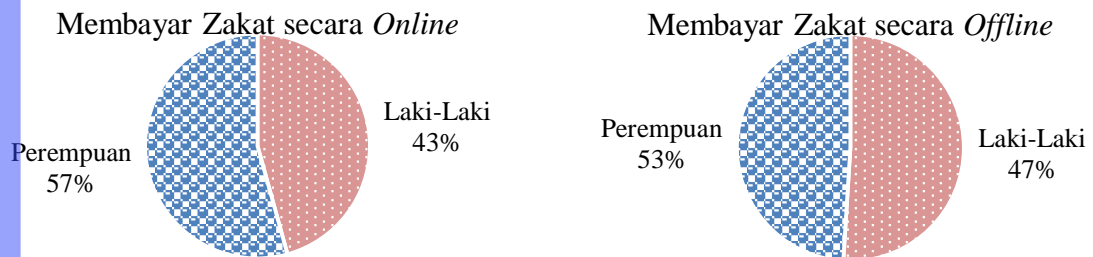 Membayar Zakat secara Online
Laki-Laki
43%
Perempuan
57%
Membayar Zakat secara Offline
Perempuan
53%
Laki-Laki
47%